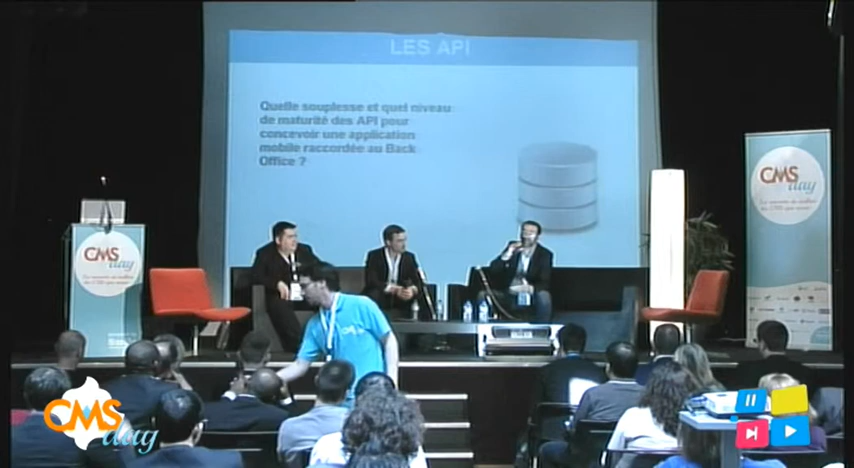 LES API
Quelle souplesse et quel niveau
de maturité des API pour
concevoir une application
mobile raccordée au Back
Office ?
CMS
day
CMS
day
CMS
day